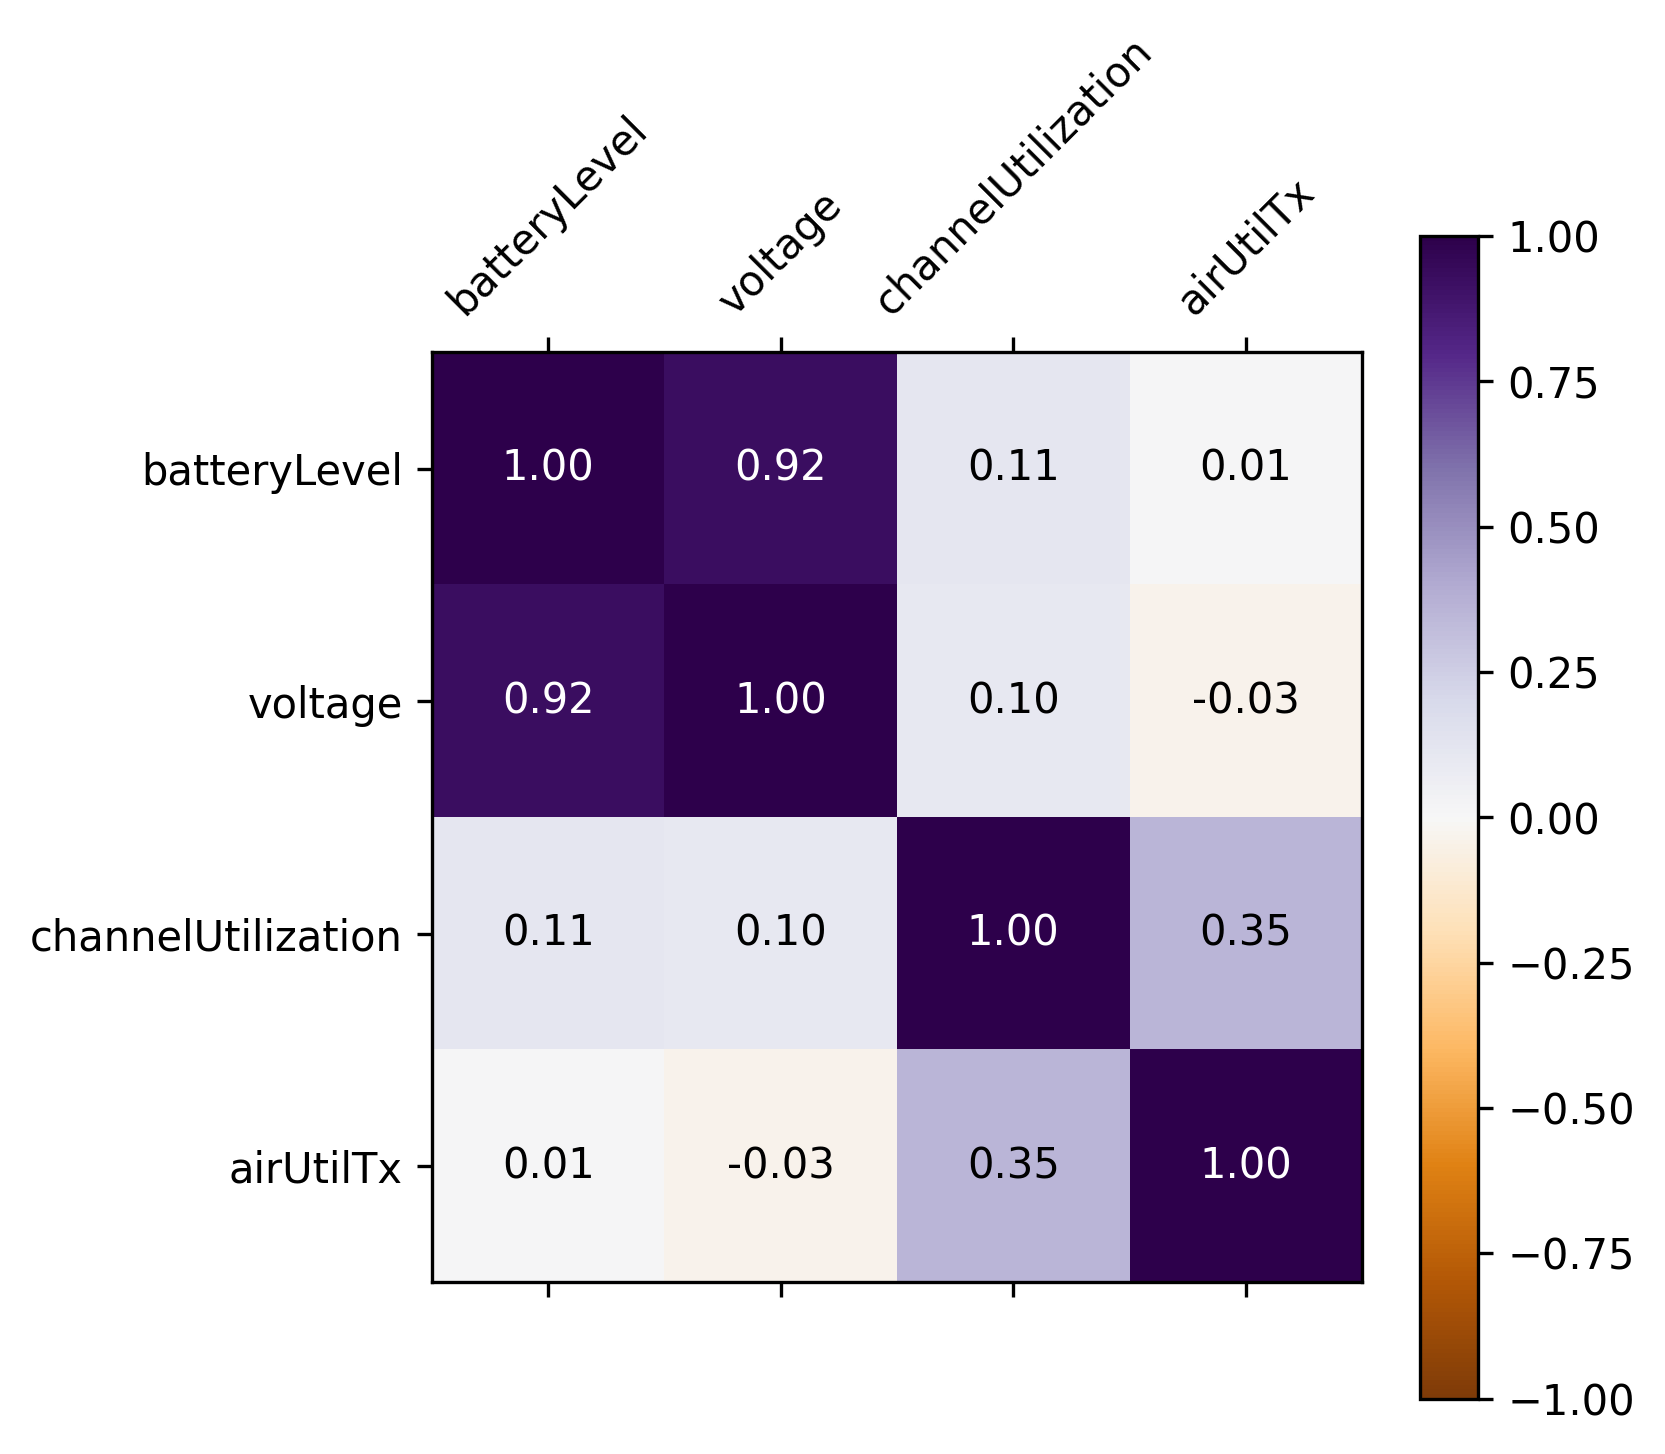 batteryLevel
voltage
channelUtilization
airUtilTx
batteryLevel 1.00 0.92 0.11 0.01
voltage 0.92 1.00 0.10 -0.03
channelUtilization 0.11 0.10 1.00 0.35
airUtilTx 0.01 -0.03 0.35 1.00
1.00
0.75
0.50
0.25
0.00
−0.25
−0.50
−0.75
−1.00